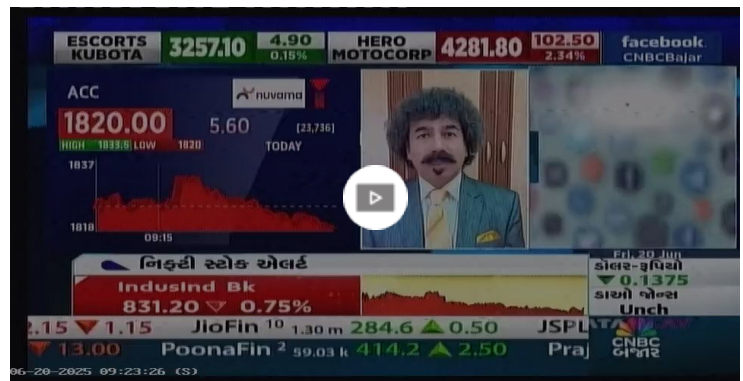 ESCORTS KUBOTA 3257.10 4.90 0.15% HERO MOTOCORP 4281.80 102.50 2.34% facebook CNBCBajar
ACC
nuvama
1820.00 5.60 [23,736]
HIGH 1833.5 LOW 1820 TODAY
1837
1818
09:15
નિફ્ટી સ્ટોક એલર્ટ
IndusInd Bk
831.20 ▽ 0.75%
Fri, 20 Jun
ડોલર-રૂપિયો
▼ 0.1375
ડાઓ જોન્સ
Unch
2.15 ▼ 1.15 JioFin 10 1.30 m 284.6 ▲ 0.50 JSPL
▼ 13.00 PoonaFin 2 59.03 k 414.2 ▲ 2.50 Praj
CNBC
બજાર
06-20-2025 09:23:26 (S)